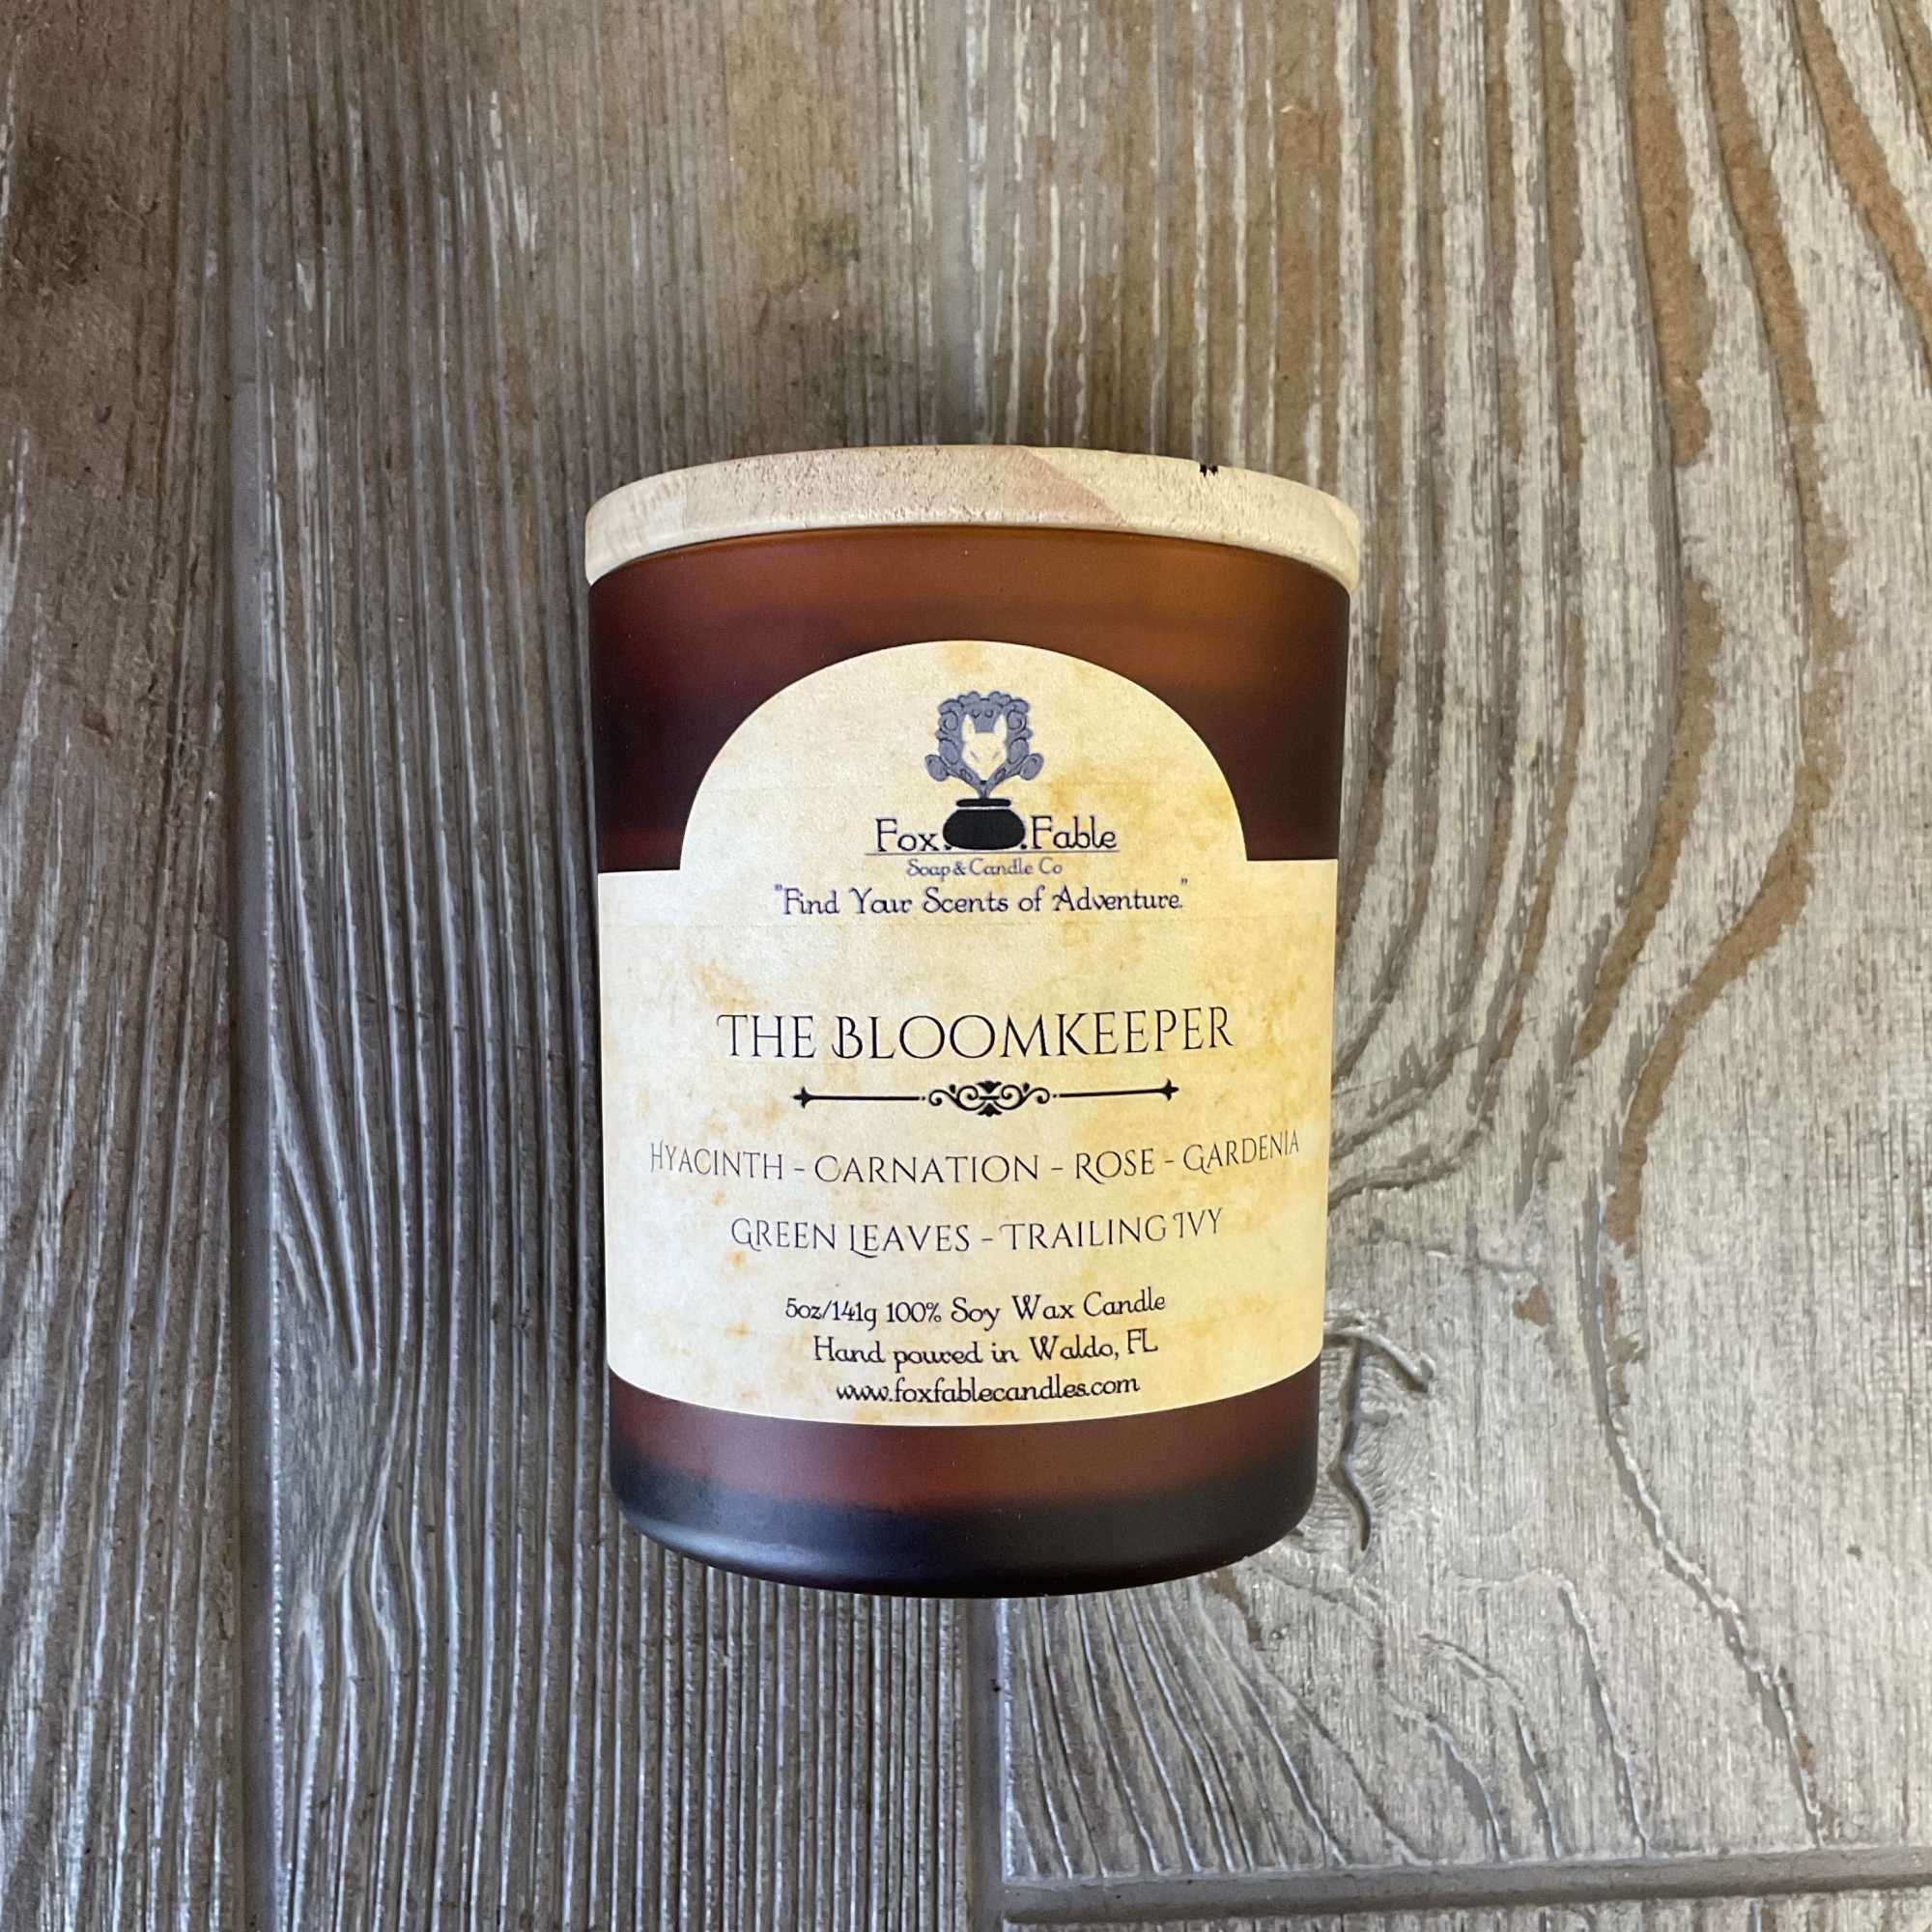 Fox Fable
Soap & Candle Co
"Find Your Scents of Adventure."
The Bloomkeeper
Hyacinth - Carnation - Rose - Gardenia
Green Leaves - Trailing Ivy
5oz/141g 100% Soy Wax Candle
Hand poured in Waldo, FL
www.foxfablecandles.com